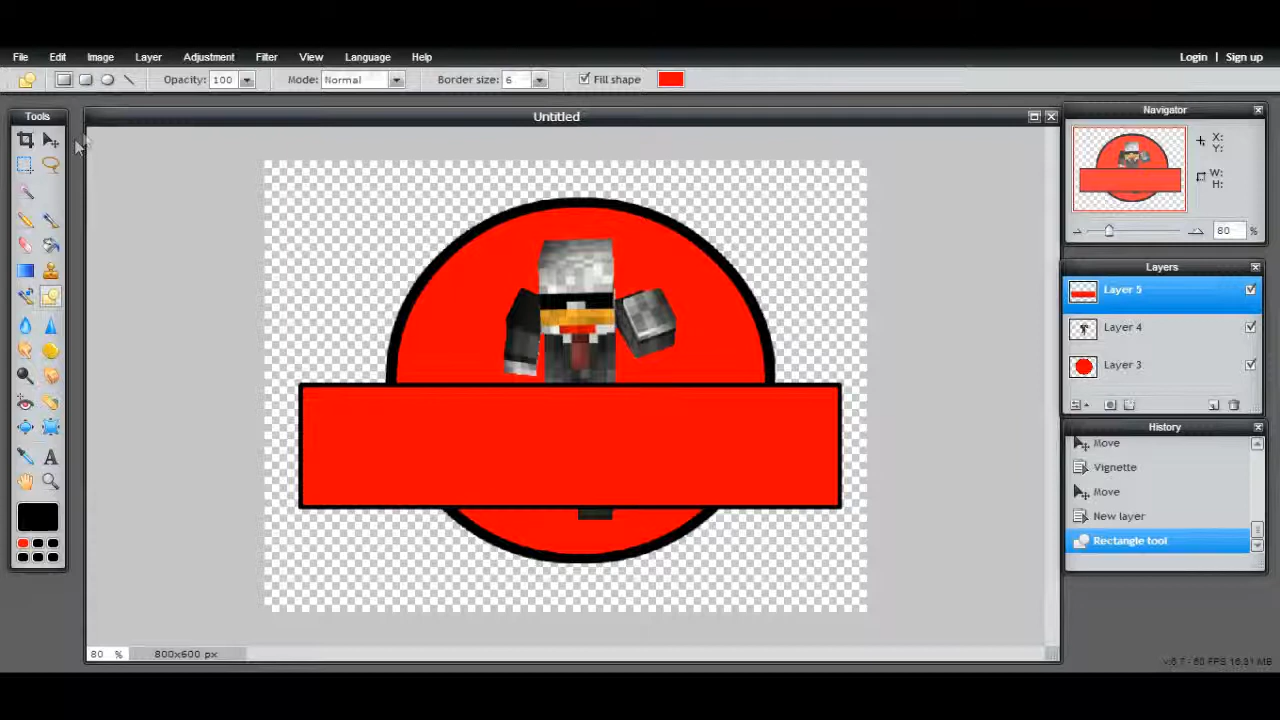 File Edit Image Layer Adjustment Filter View Language Help Login | Sign up
Opacity: 100 Mode: Normal Border size: 6 Fill shape
Tools
Untitled
Navigator
X:
Y:
W:
H:
80 %
Layers
Layer 5
Layer 4
Layer 3
History
Move
Vignette
Move
New layer
Rectangle tool
80 % 800x600 px